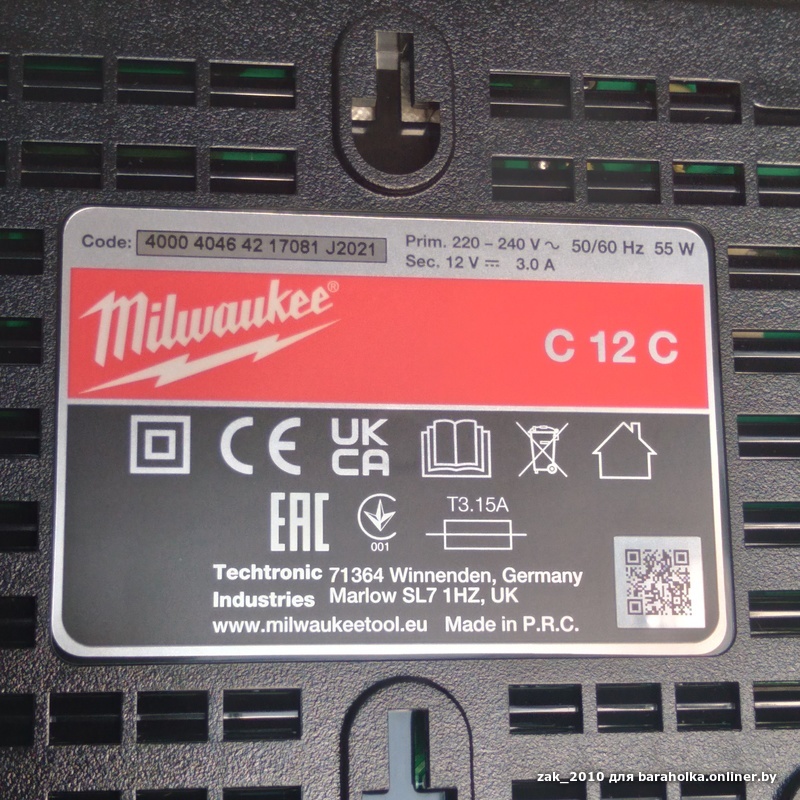 Code: 4000 4046 42 17081 J2021
Prim. 220 – 240 V ~ 50/60 Hz 55 W
Sec. 12 V ⎓ 3.0 A
Milwaukee®
C 12 C
CE
UK
CA
EAC
001
T3.15A
Techtronic Industries
71364 Winnenden, Germany
Marlow SL7 1HZ, UK
www.milwaukeetool.eu Made in P.R.C.
zak_2010 для baraholka.onliner.by